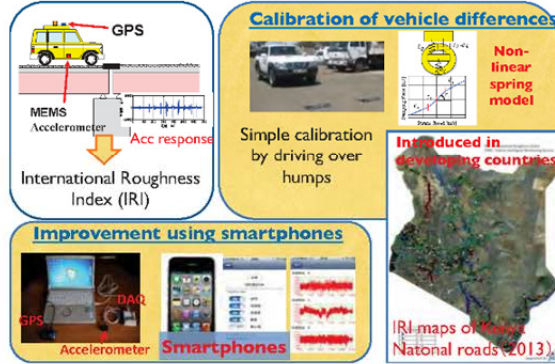 GPS
MEMS
Accelerometer
Acc response
International Roughness
Index (IRI)
Calibration of vehicle differences
Non-
linear
spring
model
Simple calibration
by driving over
humps
Introduced in
developing countries
IRI maps of Kenya
National roads (2013)
Improvement using smartphones
GPS
DAQ
Accelerometer
Smartphones